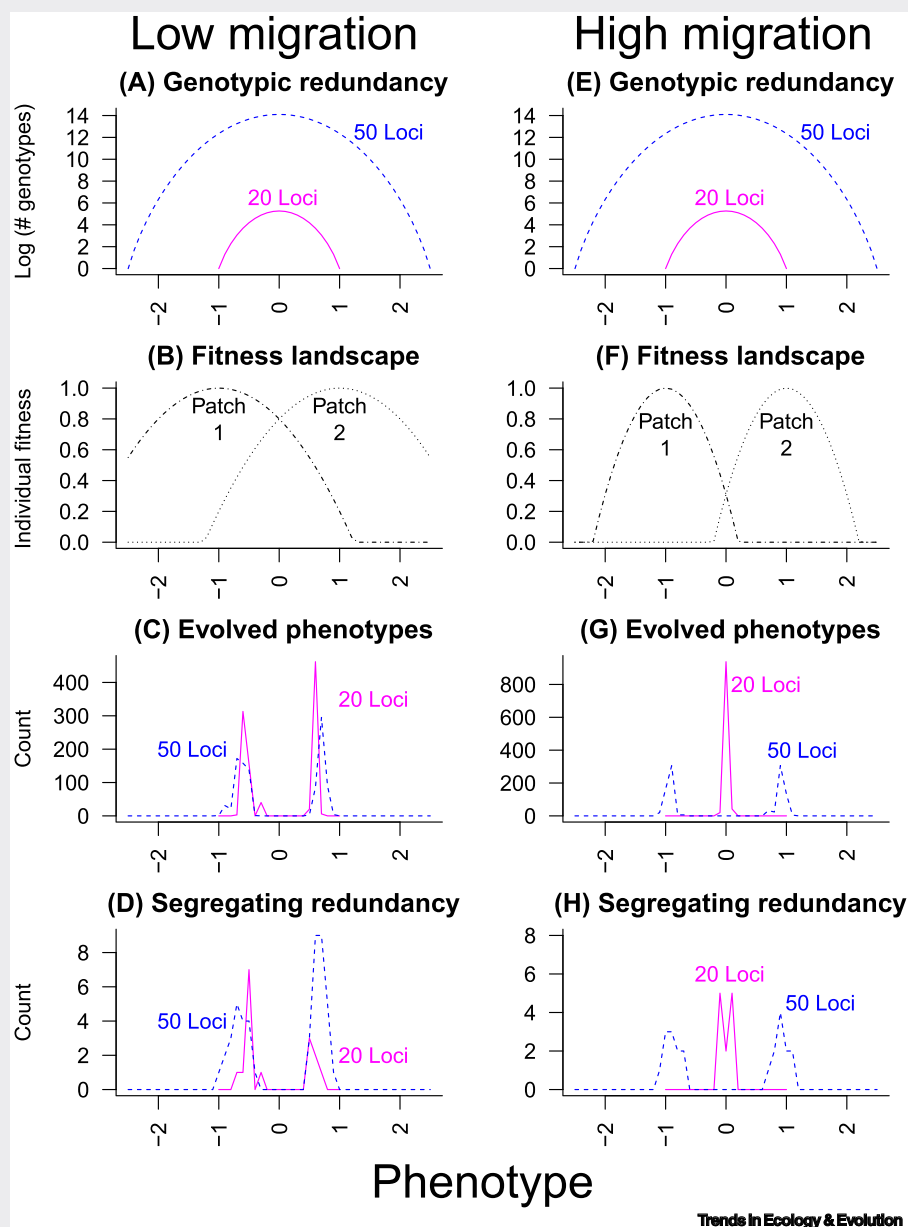 Low migration
High migration
(A) Genotypic redundancy
Log (# genotypes)
14
12
10
8
6
4
2
0
50 Loci
20 Loci
−2
−1
0
1
2
(E) Genotypic redundancy
14
12
10
8
6
4
2
0
50 Loci
20 Loci
−2
−1
0
1
2
(B) Fitness landscape
Individual fitness
1.0
0.8
0.6
0.4
0.2
0.0
Patch
1
Patch
2
−2
−1
0
1
2
(F) Fitness landscape
1.0
0.8
0.6
0.4
0.2
0.0
Patch
1
Patch
2
−2
−1
0
1
2
(C) Evolved phenotypes
Count
400
300
200
100
0
50 Loci
20 Loci
−2
−1
0
1
2
(G) Evolved phenotypes
800
600
400
200
0
20 Loci
50 Loci
−2
−1
0
1
2
(D) Segregating redundancy
Count
8
6
4
2
0
50 Loci
20 Loci
−2
−1
0
1
2
(H) Segregating redundancy
8
6
4
2
0
20 Loci
50 Loci
−2
−1
0
1
2
Phenotype
Trends in Ecology & Evolution